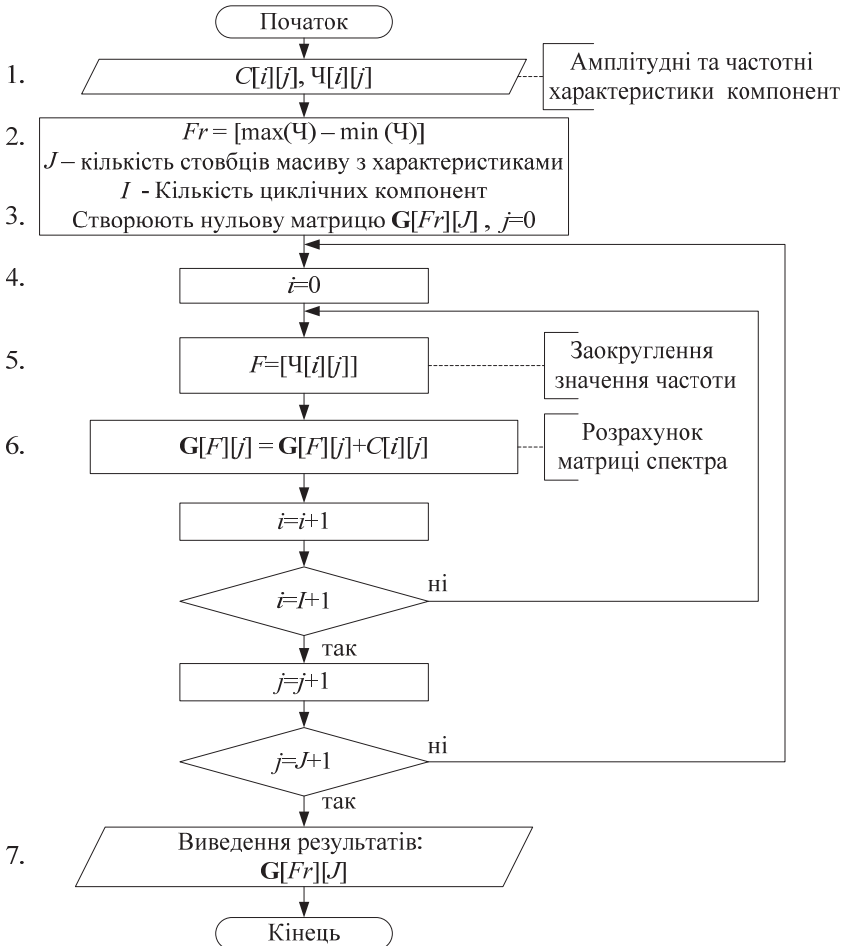 Початок
1.
C[i][j], Ч[i][j]
Амплітудні та частотні
характеристики компонент
2.
Fr = [max(Ч) – min (Ч)]
J – кількість стовбців масиву з характеристиками
I - Кількість циклічних компонент
3.
Створюють нульову матрицю G[Fr][J] , j=0
4.
i=0
5.
F=[Ч[i][j]]
Заокруглення
значення частоти
6.
G[F][j] = G[F][j]+C[i][j]
Розрахунок
матриці спектра
i=i+1
i=I+1
ні
так
j=j+1
j=J+1
ні
так
7.
Виведення результатів:
G[Fr][J]
Кінець